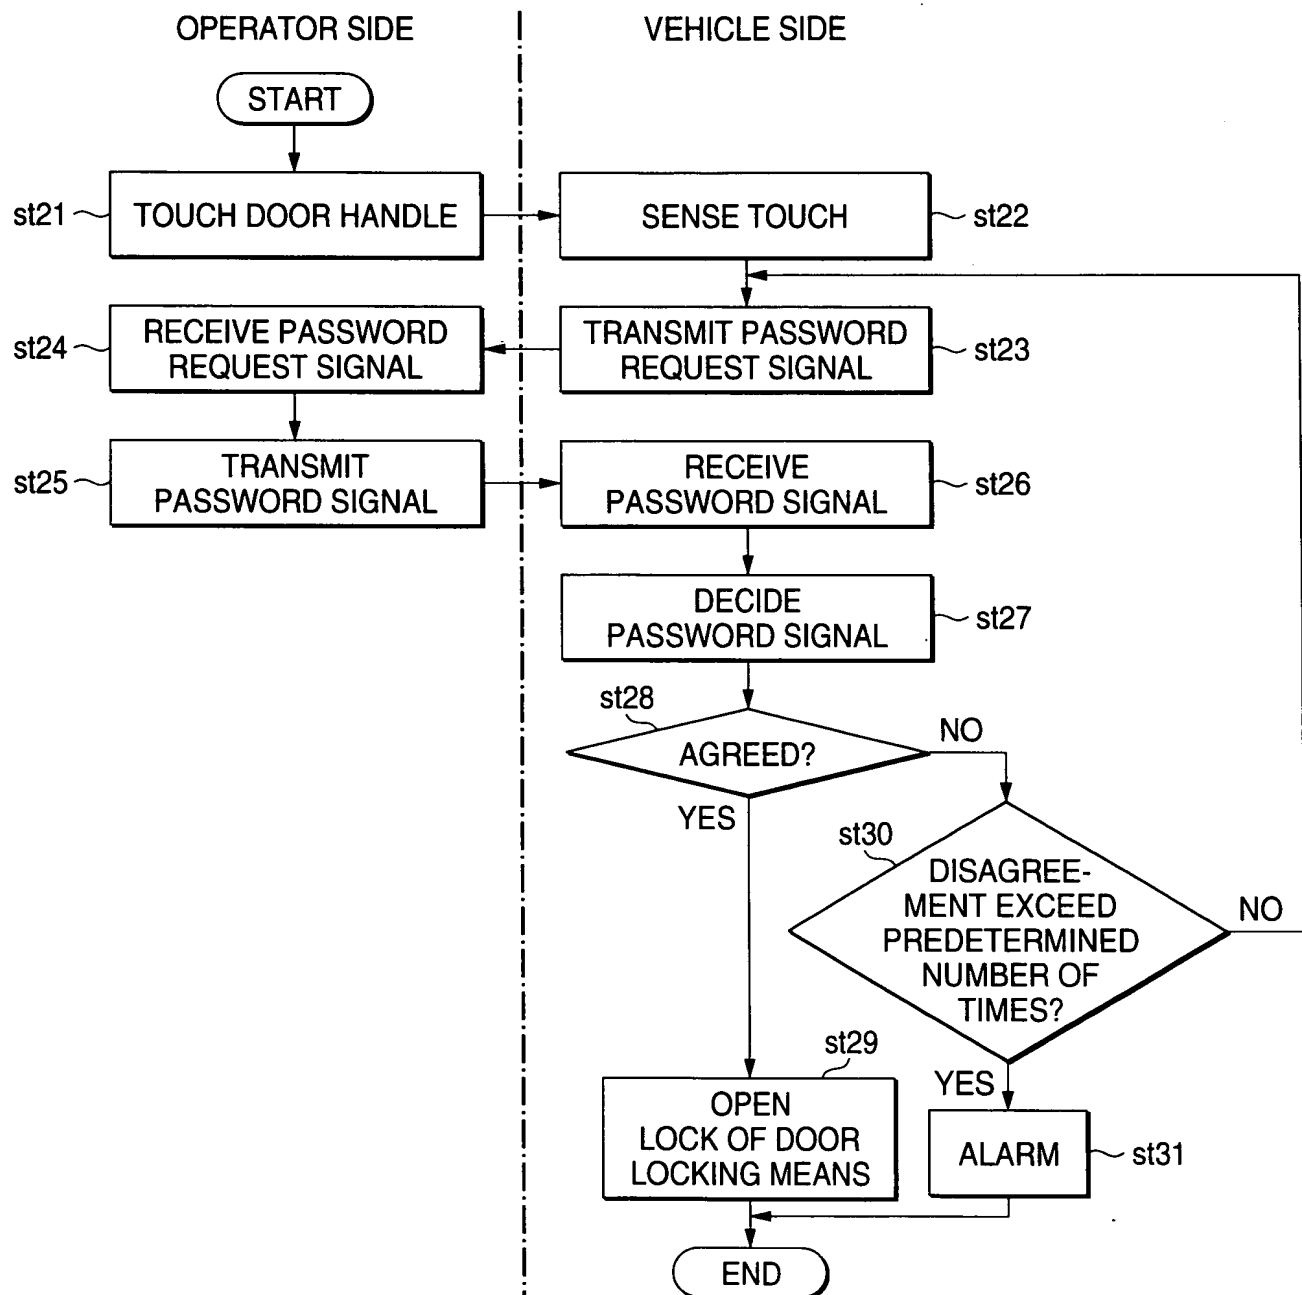 OPERATOR SIDE
VEHICLE SIDE
START
st21
TOUCH DOOR HANDLE
SENSE TOUCH
st22
st24
RECEIVE PASSWORD
REQUEST SIGNAL
TRANSMIT PASSWORD
REQUEST SIGNAL
st23
st25
TRANSMIT
PASSWORD SIGNAL
RECEIVE
PASSWORD SIGNAL
st26
DECIDE
PASSWORD SIGNAL
st27
st28
AGREED?
NO
YES
st30
DISAGREE-
MENT EXCEED
PREDETERMINED
NUMBER OF
TIMES?
NO
YES
st29
OPEN
LOCK OF DOOR
LOCKING MEANS
ALARM
st31
END